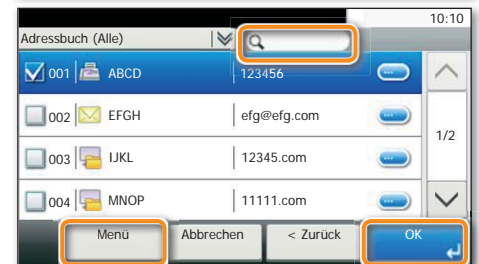 10:10
Adressbuch (Alle)
001 ABCD 123456
002 EFGH efg@efg.com
1/2
003 IJKL 12345.com
004 MNOP 11111.com
Menü Abbrechen < Zurück OK